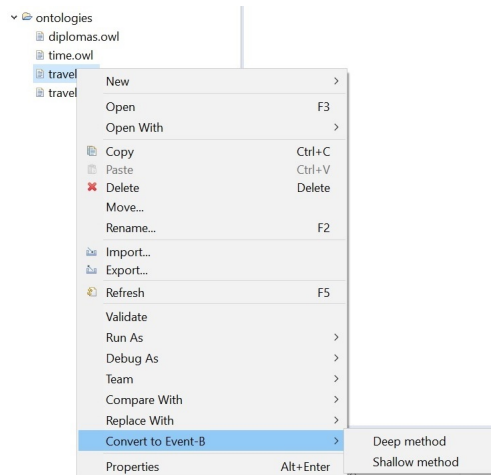 ontologies
diplomas.owl
time.owl
travel
travel
New
Open F3
Open With
Copy Ctrl+C
Paste Ctrl+V
Delete Delete
Move...
Rename... F2
Import...
Export...
Refresh F5
Validate
Run As
Debug As
Team
Compare With
Replace With
Convert to Event-B
Deep method
Shallow method
Properties Alt+Enter